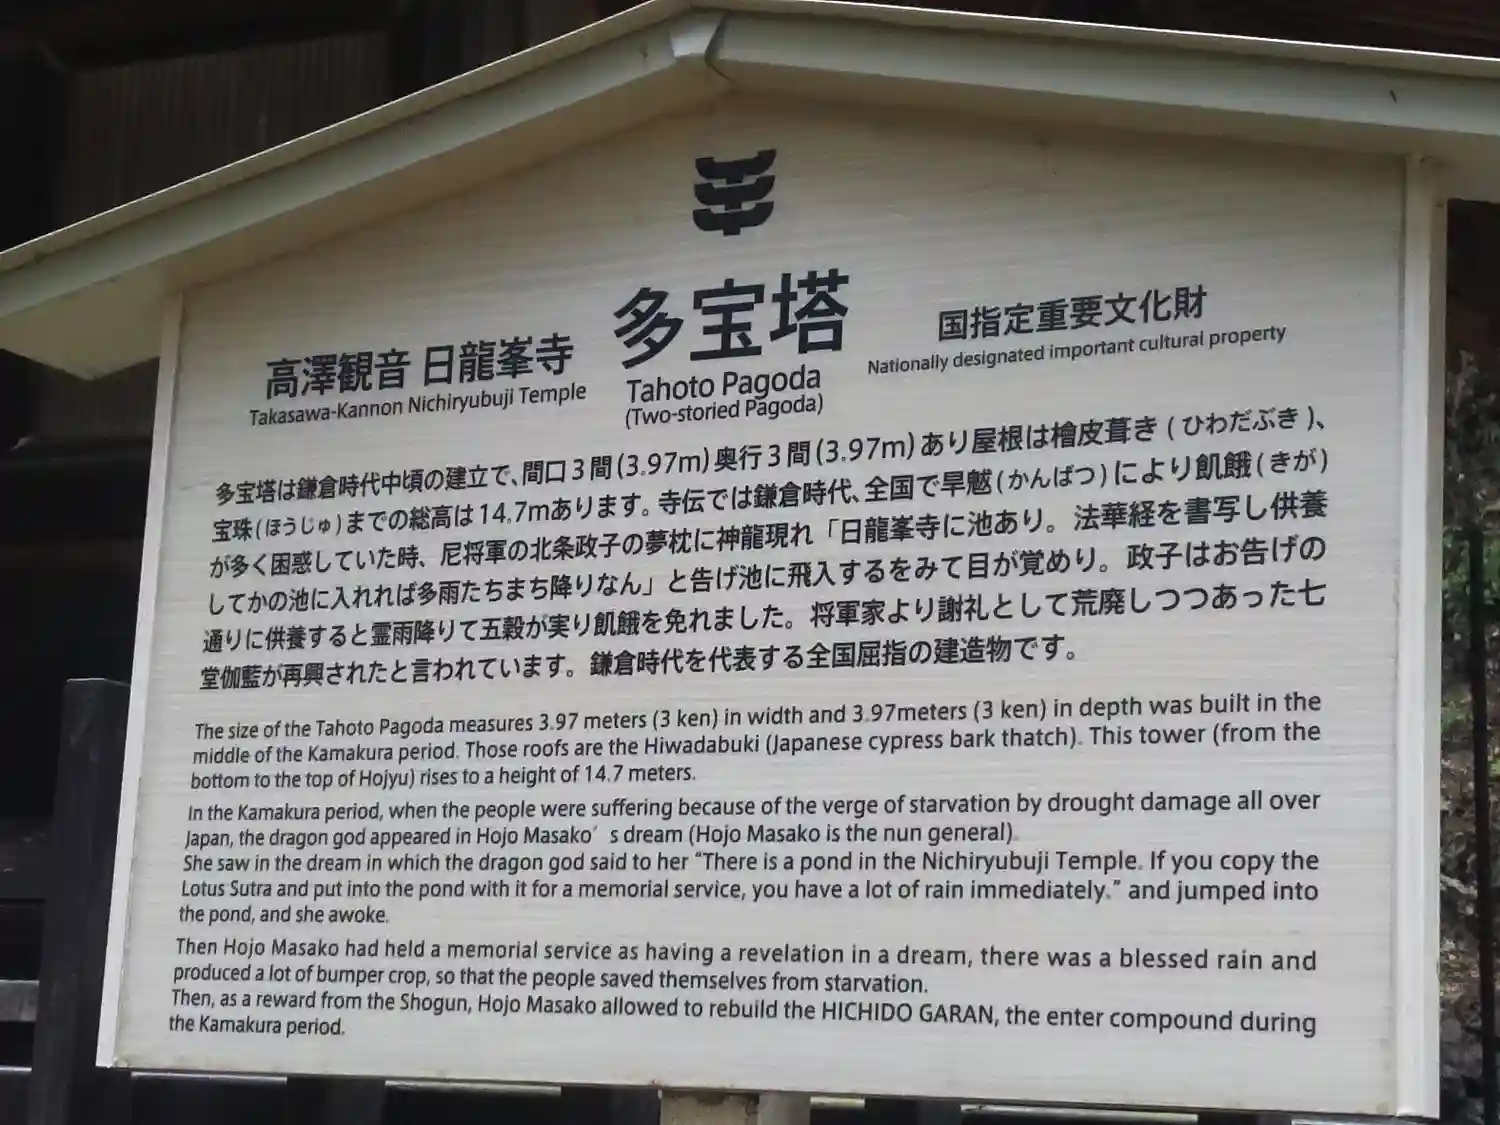 多宝塔
Tahoto Pagoda
(Two-storied Pagoda)
高澤観音 日龍峯寺
Takasawa-Kannon Nichiryubuji Temple
国指定重要文化財
Nationally designated important cultural property
多宝塔は鎌倉時代中頃の建立で、間口3間(3.97m)奥行3間(3.97m)あり屋根は檜皮葺き(ひわだぶき)、
宝珠(ほうじゅ)までの総高は14.7mあります。寺伝では鎌倉時代、全国で旱魃(かんばつ)により飢餓(きが)
が多く困惑していた時、尼将軍の北条政子の夢枕に神龍現れ「日龍峯寺に池あり。法華経を書写し供養
してかの池に入れれば多雨たちまち降りなん」と告げ池に飛入するをみて目が覚めり。政子はお告げの
通りに供養すると霊雨降りて五穀が実り飢餓を免れました。将軍家より謝礼として荒廃しつつあった七
堂伽藍が再興されたと言われています。鎌倉時代を代表する全国屈指の建造物です。
The size of the Tahoto Pagoda measures 3.97 meters (3 ken) in width and 3.97meters (3 ken) in depth was built in the
middle of the Kamakura period. Those roofs are the Hiwadabuki (Japanese cypress bark thatch). This tower (from the
bottom to the top of Hojyu) rises to a height of 14.7 meters.
In the Kamakura period, when the people were suffering because of the verge of starvation by drought damage all over
Japan, the dragon god appeared in Hojo Masako′ s dream (Hojo Masako is the nun general).
She saw in the dream in which the dragon god said to her “There is a pond in the Nichiryubuji Temple. If you copy the
Lotus Sutra and put into the pond with it for a memorial service, you have a lot of rain immediately.” and jumped into
the pond, and she awoke.
Then Hojo Masako had held a memorial service as having a revelation in a dream, there was a blessed rain and
produced a lot of bumper crop, so that the people saved themselves from starvation.
Then, as a reward from the Shogun, Hojo Masako allowed to rebuild the HICHIDO GARAN, the enter compound during
the Kamakura period.